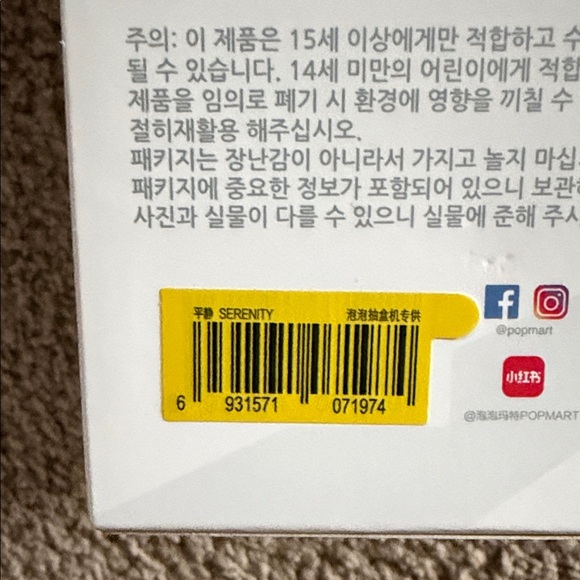 주의: 이 제품은 15세 이상에게만 적합하고
될 수 있습니다. 14세 미만의 어린이에게
제품을 임의로 폐기 시 환경에 영향을 끼칠 수
절히재활용 해주십시오.
패키지는 장난감이 아니라서 가지고 놀지
패키지에 중요한 정보가 포함되어 있으니
사진과 실물이 다를 수 있으니 실물에 준해
平静 SERENITY 泡泡抽盒机专供
6 931571 071974
@popmart
小红书
@泡泡玛特POPMART